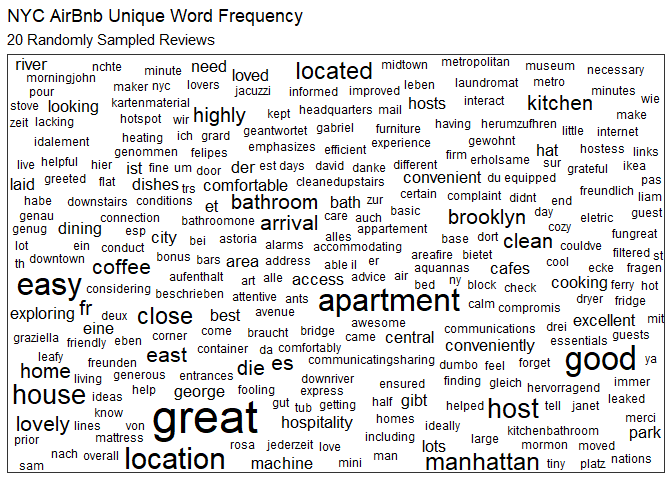 NYC AirBnb Unique Word Frequency
20 Randomly Sampled Reviews
river nchte minute need loved located midtown metropolitan museum necessary
morningjohn maker nyc lovers jacuzzi informed improved leben laundromat metro minutes
pour kartenmaterial hosts interact kitchen
stove looking hotspot wir highly kept headquarters mail make
zeit lacking ich grard geantwortet gabriel furniture having herumzufhren little internet
idalement heating emphasizes efficient experience gewohnt hat hostess links
genommen felipes firm erholsame sur grateful ikea
live helpful hier ist fine um door der est days david danke different convenient du equipped pas
laid greeted flat dishes trs comfortable cleanedupstairs freundlich liam
habe downstairs conditions et bathroom bath zur certain complaint didnt end
genau connection bathroomone arrival care auch basic brooklyn day eletric guest
genug dining esp city alles appartement clean cozy fungreat
lot ein conduct bei astoria alarms accommodating base dort couldve filtered st
th downtown coffee bonus bars area address able il er areafire bietet cool ecke fragen
easy considering aufenthalt art alle access advice air aquannas cafes cooking ferry hot
beschrieben attentive ants apartment bed ny block check dryer fridge
exploring fr deux close best avenue calm compromis excellent mit
graziella eine eben corner come braucht bridge awesome came central communications drei essentials guests
leafy friendly container da comfortably conveniently good ya
home freunden east die es communicatingsharing dumbo feel forget
living generous entrances downriver ensured finding gleich hervorragend immer
house ideas help george fooling express half gibt host leaked
know great gut tub getting homes helped tell janet merci
lovely lines von hospitality ideally park
prior mattress rosa jederzeit love including lots large kitchenbathroom mormon moved
nach overall location machine mini man manhattan tiny platz nations
sam